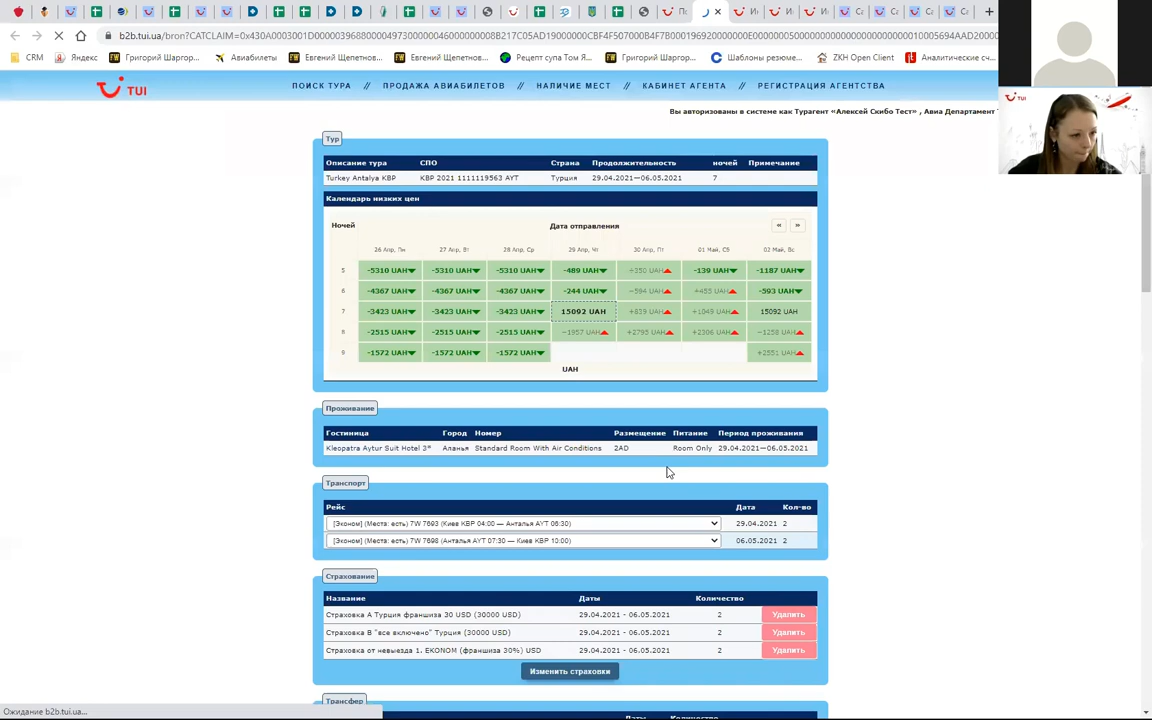 b2b.tui.ua/bron?CATCLAIM=
CRM Яндекс Григорий Шаргор... Авиабилеты Евгений Щепетнов... Евгений Щепетнов... Рецепт супа Том Я... Григорий Шаргор... Шаблоны резюме... ZKH Open Client Аналитические сч...
TUI
ПОИСК ТУРА // ПРОДАЖА АВИАБИЛЕТОВ // НАЛИЧИЕ МЕСТ // КАБИНЕТ АГЕНТА // РЕГИСТРАЦИЯ АГЕНТСТВА
Вы авторизованы в системе как Турагент «Алексей Скибо Тест» , Авиа Департамент
Тур
Описание тура СПО Страна Продолжительность ночей Примечание
Turkey Antalya KBP KBP 2021 1111119563 AYT Турция 29.04.2021—06.05.2021 7
Календарь низких цен
Ночей Дата отправления « »
26 Апр, Пн 27 Апр, Вт 28 Апр, Ср 29 Апр, Чт 30 Апр, Пт 01 Май, Сб 02 Май, Вс
5 -5310 UAH▼ -5310 UAH▼ -5310 UAH▼ -489 UAH▼ +350 UAH▲ -139 UAH▼ -1187 UAH▼
6 -4367 UAH▼ -4367 UAH▼ -4367 UAH▼ -244 UAH▼ +594 UAH▲ +455 UAH▲ -593 UAH▼
7 -3423 UAH▼ -3423 UAH▼ -3423 UAH▼ 15092 UAH +839 UAH▲ +1049 UAH▲ 15092 UAH
8 -2515 UAH▼ -2515 UAH▼ -2515 UAH▼ +1957 UAH▲ +2795 UAH▲ +2306 UAH▲ +1258 UAH▲
9 -1572 UAH▼ -1572 UAH▼ -1572 UAH▼ +2551 UAH▲
UAH
Проживание
Гостиница Город Номер Размещение Питание Период проживания
Kleopatra Aytur Suit Hotel 3* Аланья Standard Room With Air Conditions 2AD Room Only 29.04.2021—06.05.2021
Транспорт
Рейс Дата Кол-во
[Эконом] (Места: есть) 7W 7693 (Киев KBP 04:00 — Анталья AYT 06:30) 29.04.2021 2
[Эконом] (Места: есть) 7W 7698 (Анталья AYT 07:30 — Киев KBP 10:00) 06.05.2021 2
Страхование
Название Даты Количество
Страховка A Турция франшиза 30 USD (30000 USD) 29.04.2021 - 06.05.2021 2 Удалить
Страховка B "все включено" Турция (30000 USD) 29.04.2021 - 06.05.2021 2 Удалить
Страховка от невыезда 1. ЕКОНОМ (франшиза 30%) USD 29.04.2021 - 06.05.2021 2 Удалить
Изменить страховки
Трансфер
Даты Количество
Ожидание b2b.tui.ua...